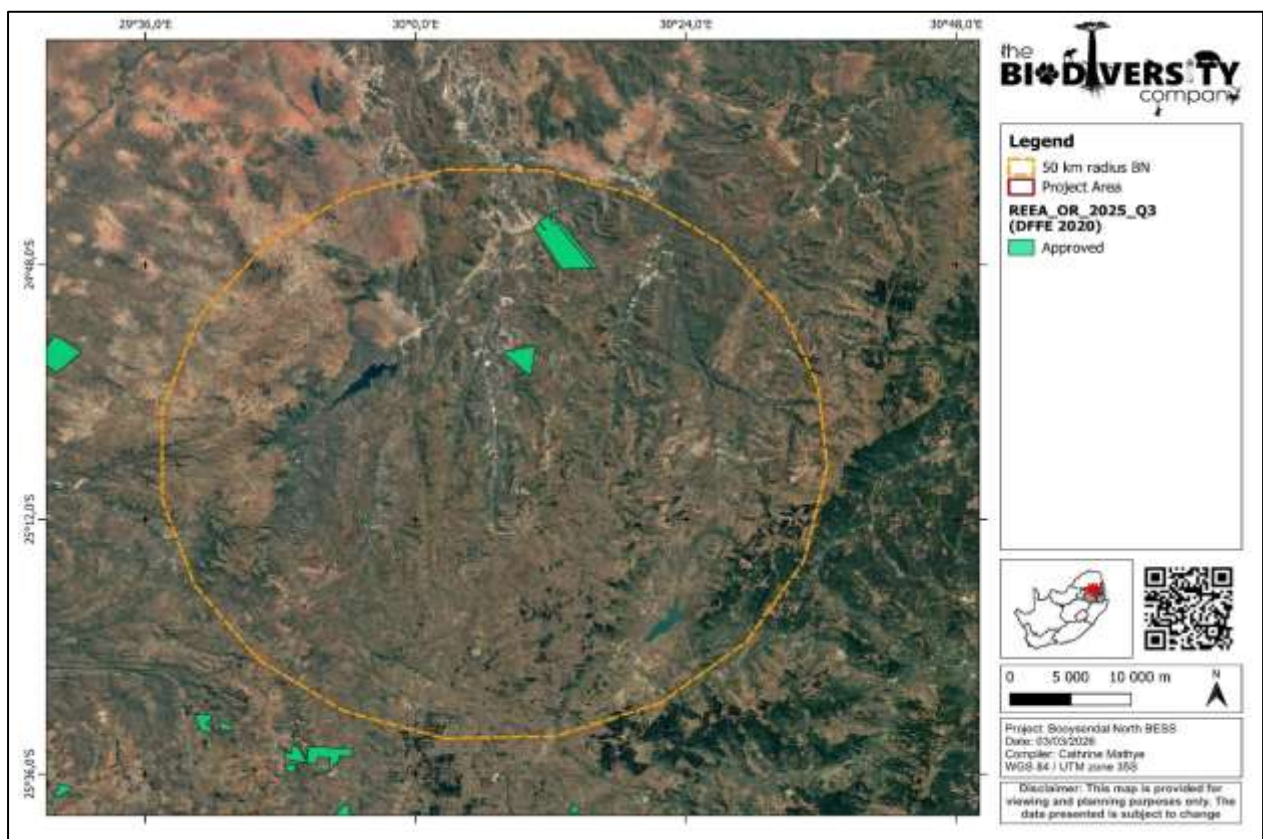 29°36,0'E 30°0,0'E 30°24,0'E 30°48,0'E
the
BIODIVERSITY
company
Legend
50 km radius BN
Project Area
REEA_OR_2025_Q3
(DFFE 2020)
Approved
24°48,0'S
25°12,0'S
25°36,0'S
0 5 000 10 000 m
N
Project: Booysendal North BESS
Date: 03/03/2026
Compiler: Cathrine Mathye
WGS 84 / UTM zone 35S
Disclaimer: This map is provided for
viewing and planning purposes only. The
data presented is subject to change